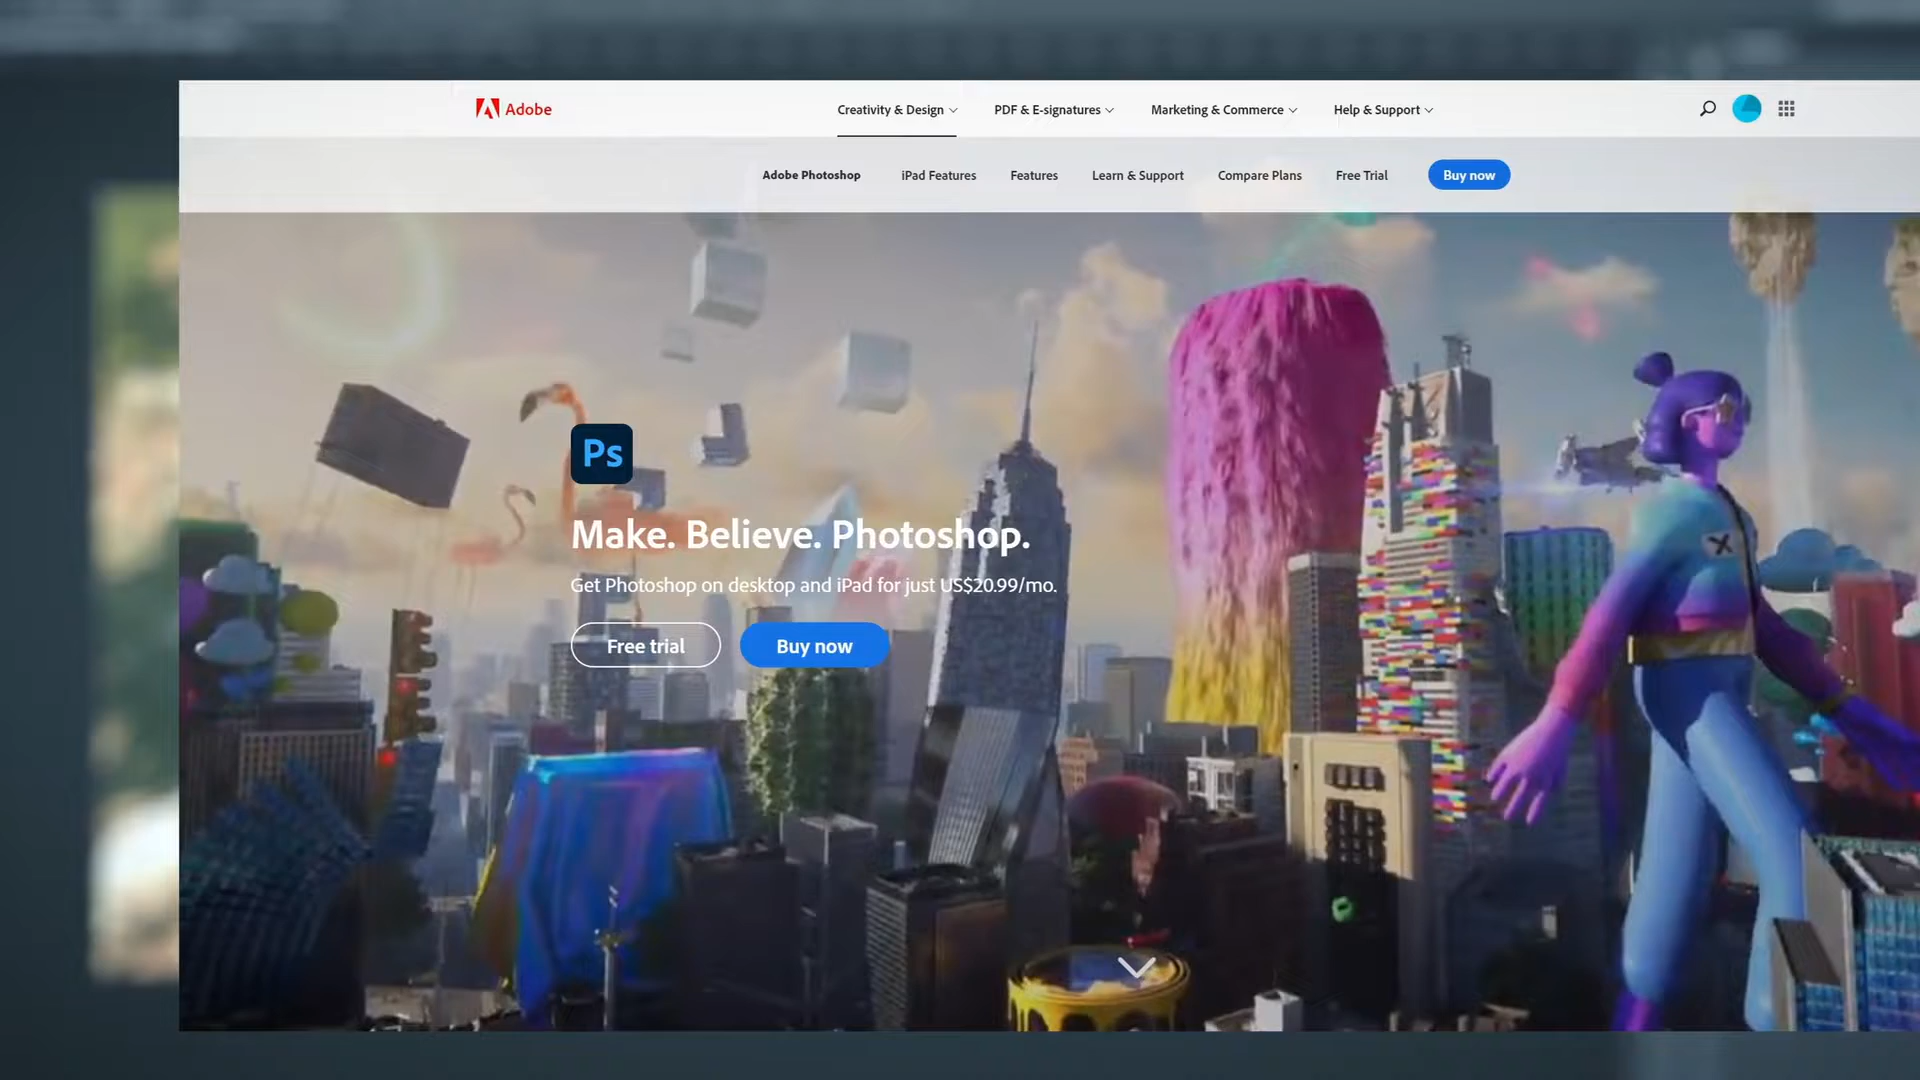 Adobe
Creativity & Design
PDF & E-signatures
Marketing & Commerce
Help & Support
Adobe Photoshop
iPad Features
Features
Learn & Support
Compare Plans
Free Trial
Buy now
Ps
Make. Believe. Photoshop.
Get Photoshop on desktop and iPad for just US$20.99/mo.
Free trial
Buy now